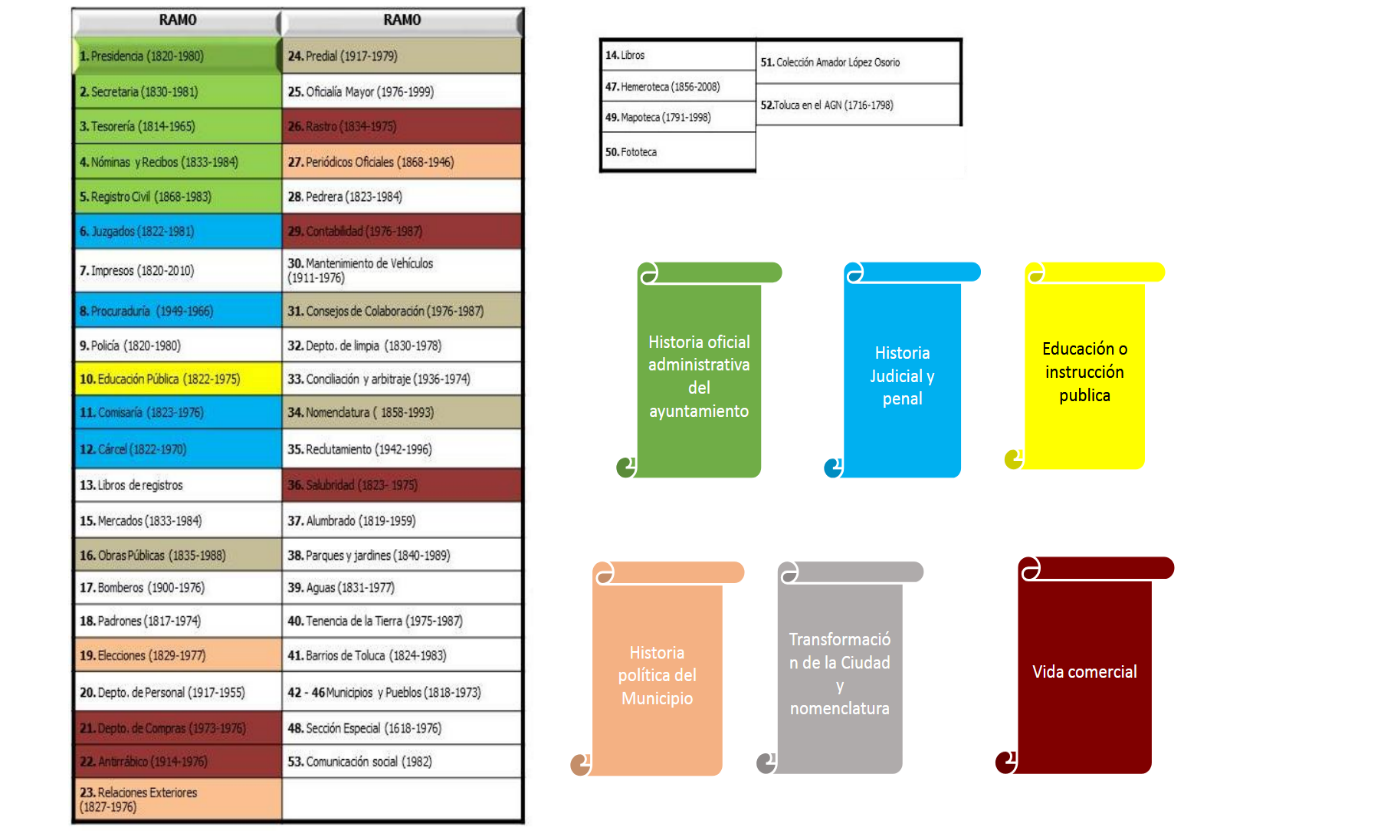 RAMO
1. Presidencia (1820-1980)
2. Secretaria (1830-1981)
3. Tesorería (1814-1965)
4. Nóminas y Recibos (1833-1984)
5. Registro Civil (1868-1983)
6. Juzgados (1822-1981)
7. Impresos (1820-2010)
8. Procuraduría (1949-1966)
9. Policía (1820-1980)
10. Educación Pública (1822-1975)
11. Comisaría (1823-1976)
12. Cárcel (1822-1970)
13. Libros de registros
15. Mercados (1833-1984)
16. Obras Públicas (1835-1988)
17. Bomberos (1900-1976)
18. Padrones (1817-1974)
19. Elecciones (1829-1977)
20. Depto. de Personal (1917-1955)
21. Depto. de Compras (1973-1976)
22. Antirrábico (1914-1976)
23. Relaciones Exteriores
(1827-1976)
RAMO
24. Predial (1917-1979)
25. Oficialía Mayor (1976-1999)
26. Rastro (1834-1975)
27. Periódicos Oficiales (1868-1946)
28. Pedrera (1823-1984)
29. Contabilidad (1976-1987)
30. Mantenimiento de Vehículos
(1911-1976)
31. Consejos de Colaboración (1976-1987)
32. Depto. de limpia (1830-1978)
33. Conciliación y arbitraje (1936-1974)
34. Nomenclatura ( 1858-1993)
35. Reclutamiento (1942-1996)
36. Salubridad (1823- 1975)
37. Alumbrado (1819-1959)
38. Parques y jardines (1840-1989)
39. Aguas (1831-1977)
40. Tenencia de la Tierra (1975-1987)
41. Barrios de Toluca (1824-1983)
42 - 46 Municipios y Pueblos (1818-1973)
48. Sección Especial (1618-1976)
53. Comunicación social (1982)
14. Libros
47. Hemeroteca (1856-2008)
49. Mapoteca (1791-1998)
50. Fototeca
51. Colección Amador López Osorio
52.Toluca en el AGN (1716-1798)
Historia oficial
administrativa
del
ayuntamiento
Historia
Judicial y
penal
Educación o
instrucción
publica
Historia
política del
Municipio
Transformació
n de la Ciudad
y
nomenclatura
Vida comercial